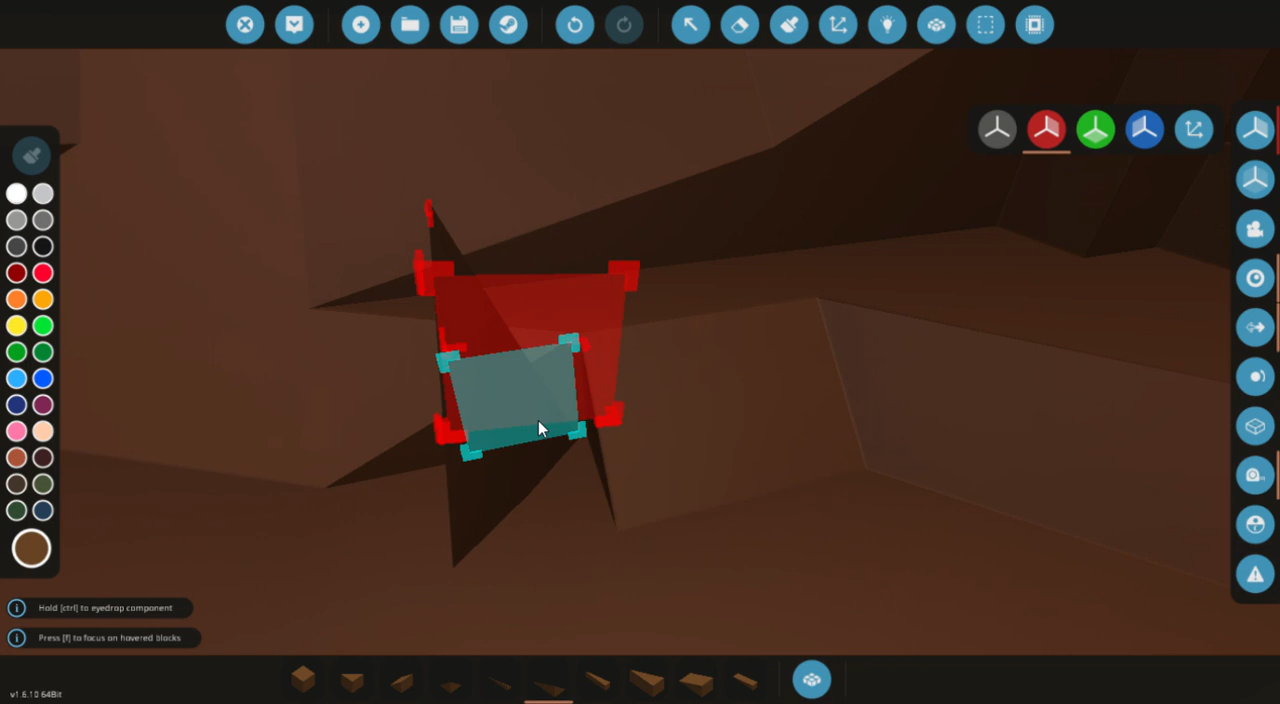 Hold [ctrl] to eyedrop component
Press [f] to focus on hovered blocks
v1.6.10 64Bit